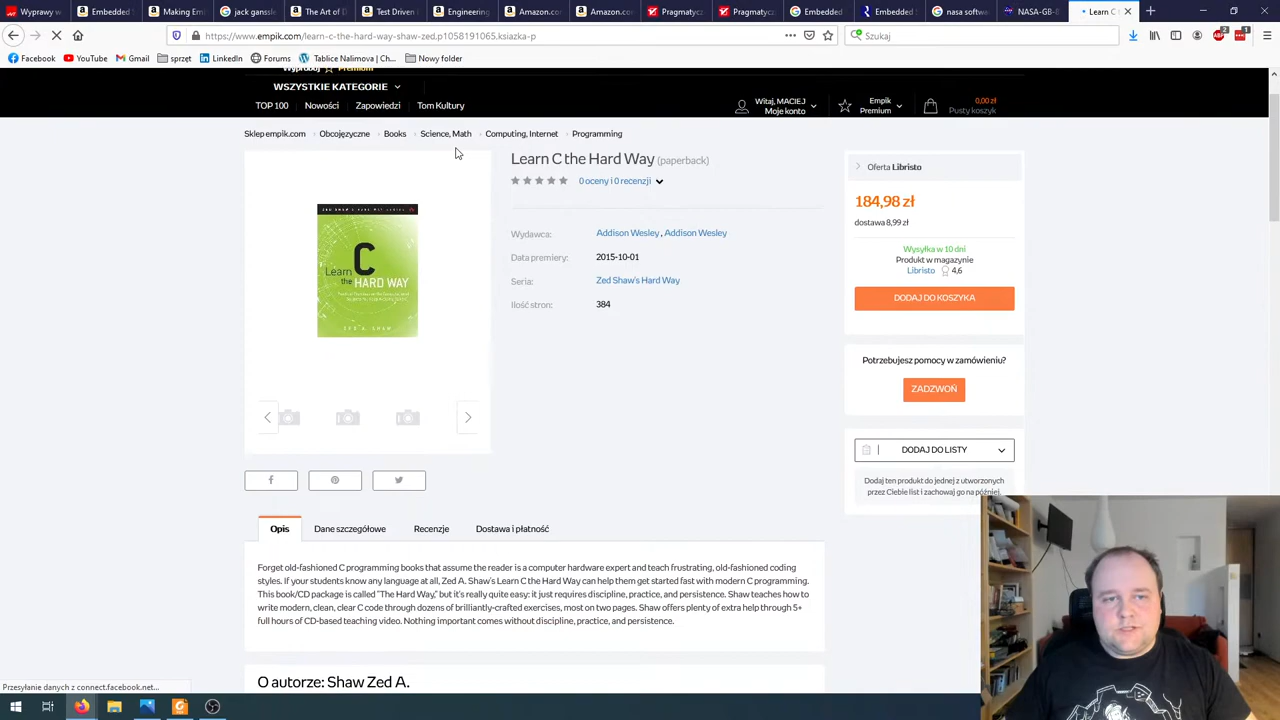 Wyprawy w
Embedded S
Making Em
jack ganssle
The Art of D
Test Driven
Engineering
Amazon.com
Amazon.com
Pragmatycz
Pragmatycz
Embedded
Embedded
nasa softwa
NASA-GB-8
Learn C t
https://www.empik.com/learn-c-the-hard-way-shaw-zed,p1058191065,ksiazka-p
Szukaj
Facebook YouTube Gmail sprzęt LinkedIn Forums Tablice Nalimova | Ch... Nowy folder
Wypróbuj Premium
WSZYSTKIE KATEGORIE
TOP 100 Nowości Zapowiedzi Tom Kultury
Witaj, MACIEJ
Moje konto
Empik
Premium
0,00 zł
Pusty koszyk
Sklep empik.com Obcojęzyczne Books Science, Math Computing, Internet Programming
Learn C the Hard Way (paperback)
0 oceny i 0 recenzji
Wydawca: Addison Wesley , Addison Wesley
Data premiery: 2015-10-01
Seria: Zed Shaw's Hard Way
Ilość stron: 384
Learn C
the HARD WAY
ZED A. SHAW
Oferta Libristo
184,98 zł
dostawa 8,99 zł
Wysyłka w 10 dni
Produkt w magazynie
Libristo 4,6
DODAJ DO KOSZYKA
Potrzebujesz pomocy w zamówieniu?
ZADZWOŃ
DODAJ DO LISTY
Dodaj ten produkt do jednej z utworzonych
przez Ciebie list i zachowaj go na później.
Opis Dane szczegółowe Recenzje Dostawa i płatność
Forget old-fashioned C programming books that assume the reader is a computer hardware expert and teach frustrating, old-fashioned coding
styles. If your students know any language at all, Zed A. Shaw's Learn C the Hard Way can help them get started fast with modern C programming.
This book/CD package is called "The Hard Way," but it's really quite easy: it just requires discipline, practice, and persistence. Shaw teaches how to
write modern, clean, clear C code through dozens of brilliantly-crafted exercises, most on two pages. Shaw offers plenty of extra help through 5+
full hours of CD-based teaching video. Nothing important comes without discipline, practice, and persistence.
O autorze: Shaw Zed A.
Przesyłanie danych z connect.facebook.net...